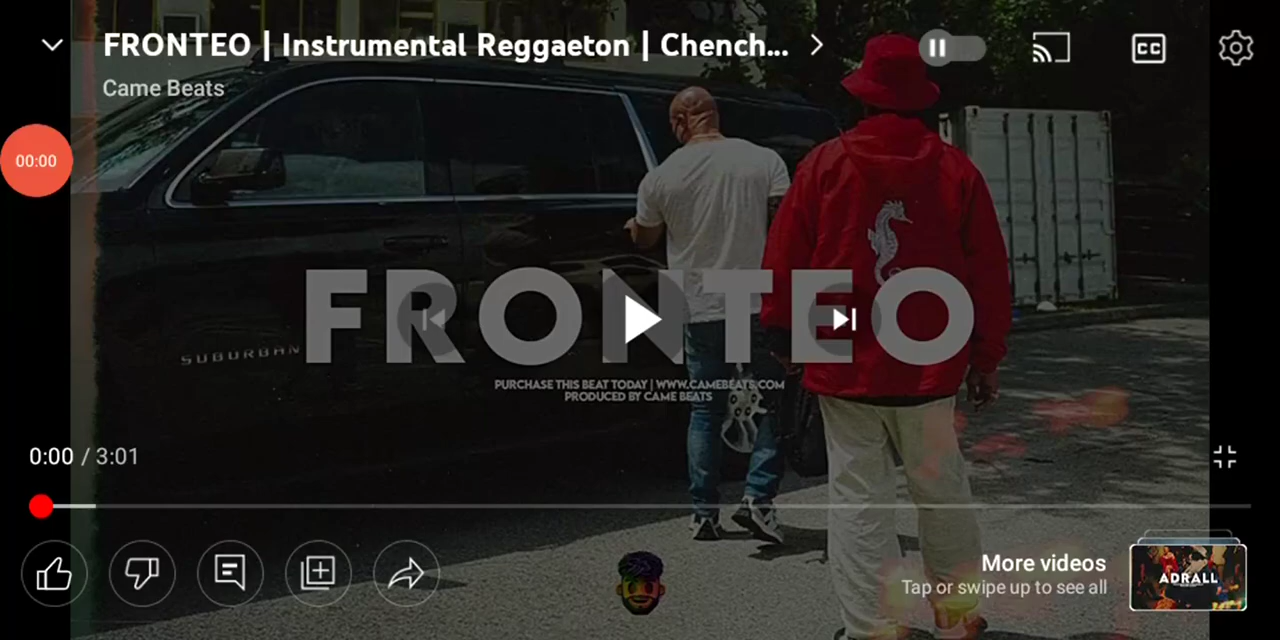 FRONTEO | Instrumental Reggaeton | Chench...
Came Beats
CC
00:00
FRONTEO
SUBURBAN
PURCHASE THIS BEAT TODAY | WWW.CAMEBEATS.COM
PRODUCED BY CAME BEATS
0:00 / 3:01
More videos
Tap or swipe up to see all
ADRALL